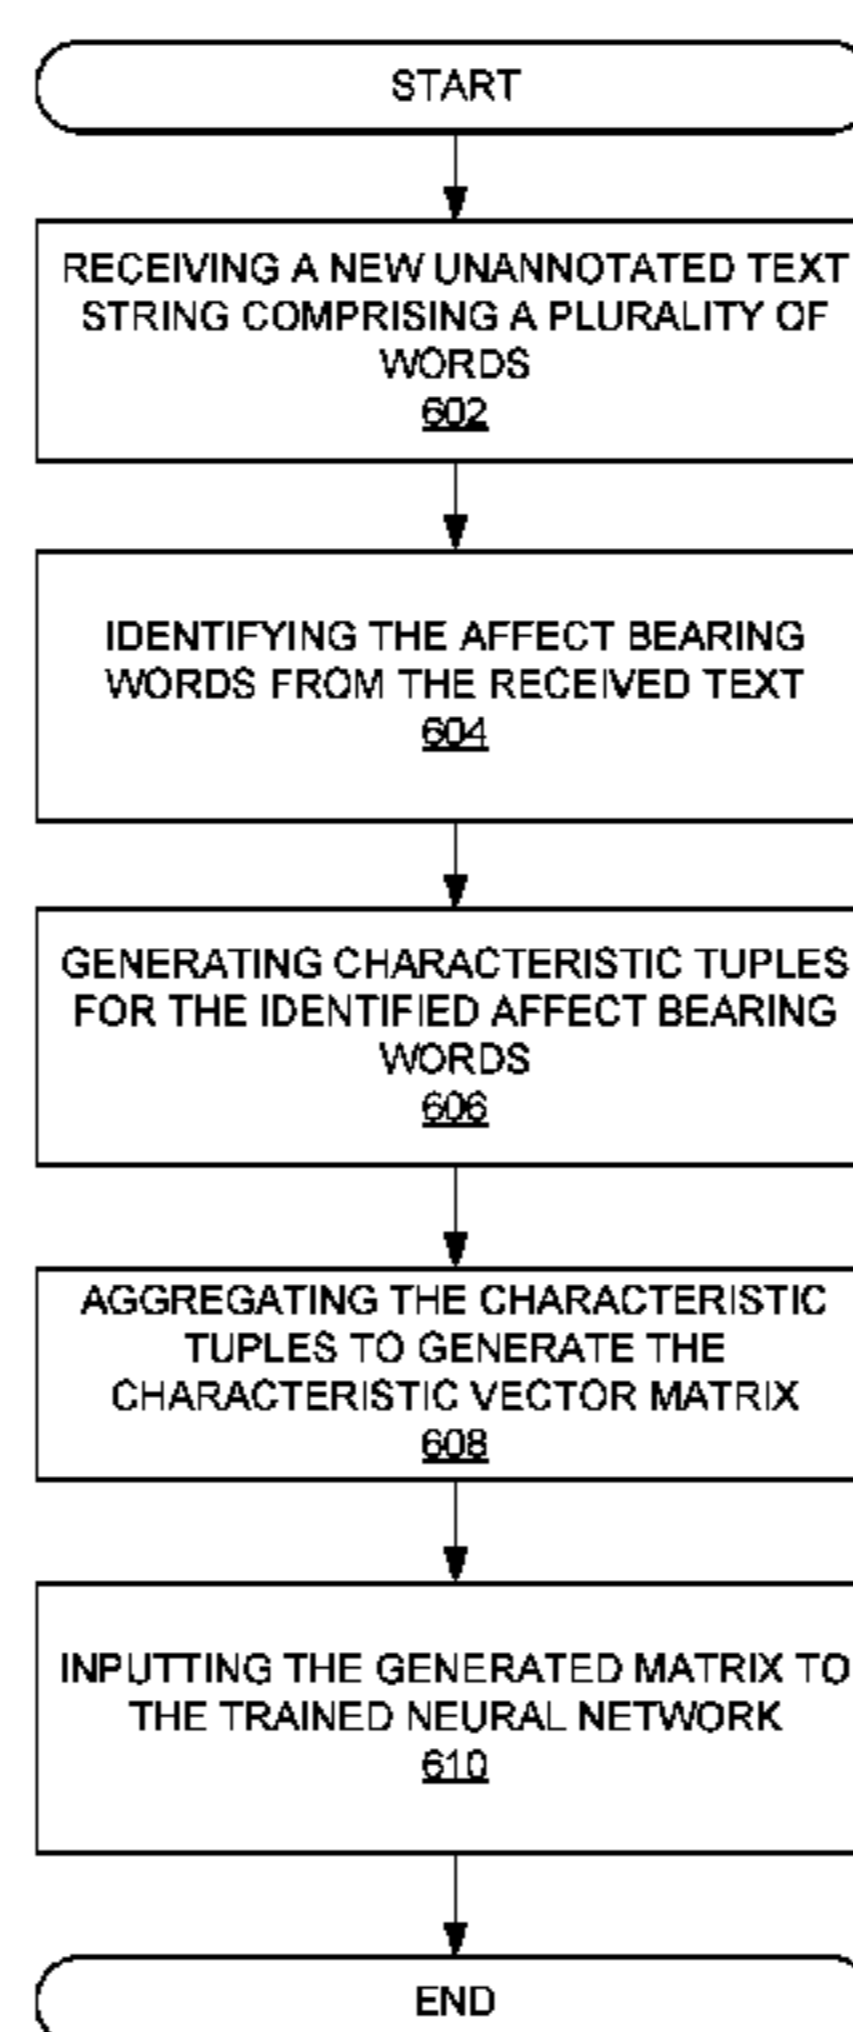 START
RECEIVING A NEW UNANNOTATED TEXT
STRING COMPRISING A PLURALITY OF
WORDS
602
IDENTIFYING THE AFFECT BEARING
WORDS FROM THE RECEIVED TEXT
604
GENERATING CHARACTERISTIC TUPLES
FOR THE IDENTIFIED AFFECT BEARING
WORDS
606
AGGREGATING THE CHARACTERISTIC
TUPLES TO GENERATE THE
CHARACTERISTIC VECTOR MATRIX
608
INPUTTING THE GENERATED MATRIX TO
THE TRAINED NEURAL NETWORK
610
END